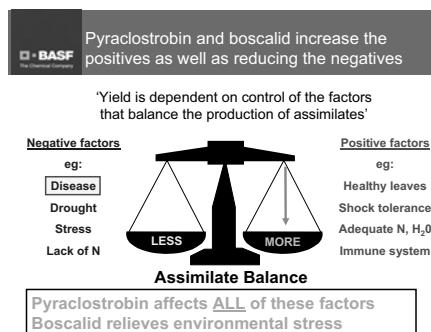 BASF
The Chemical Company
Pyraclostrobin and boscalid increase the
positives as well as reducing the negatives
‘Yield is dependent on control of the factors
that balance the production of assimilates’
Negative factors
eg:
Disease
Drought
Stress
Lack of N
LESS
MORE
Positive factors
eg:
Healthy leaves
Shock tolerance
Adequate N, H₂0
Immune system
Assimilate Balance
Pyraclostrobin affects ALL of these factors
Boscalid relieves environmental stress